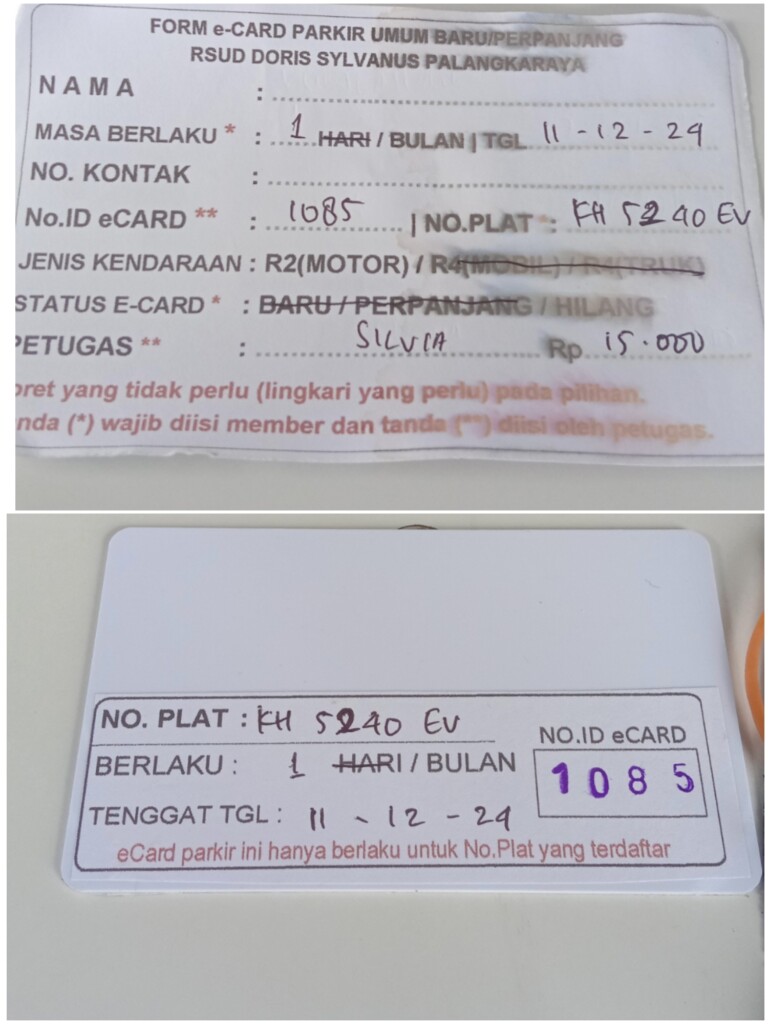 FORM e-CARD PARKIR UMUM BARU/PERPANJANG
RSUD DORIS SYLVANUS PALANGKARAYA
NAMA :
MASA BERLAKU * : 1 HARI / BULAN | TGL 11 - 12 - 24
NO. KONTAK :
No.ID eCARD ** : 1085 | NO.PLAT * : KH 5240 EV
JENIS KENDARAAN : R2(MOTOR) / R4(MOBIL) / R4(TRUK)
STATUS E-CARD * : BARU / PERPANJANG / HILANG
PETUGAS ** : SILVIA Rp 15.000
oret yang tidak perlu (lingkari yang perlu) pada pilihan.
nda (*) wajib diisi member dan tanda (**) diisi oleh petugas.
NO. PLAT : KH 5240 EV
NO.ID eCARD
BERLAKU : 1 HARI / BULAN
1085
TENGGAT TGL : 11 - 12 - 24
eCard parkir ini hanya berlaku untuk No.Plat yang terdaftar